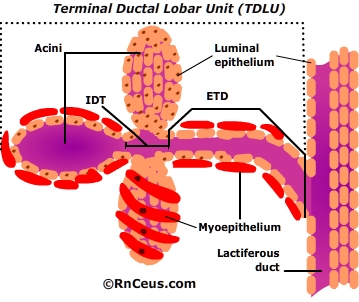 Terminal Ductal Lobar Unit (TDLU)
Acini
Luminal
epithelium
IDT
ETD
Myoepithelium
Lactiferous
duct
©RnCeus.com